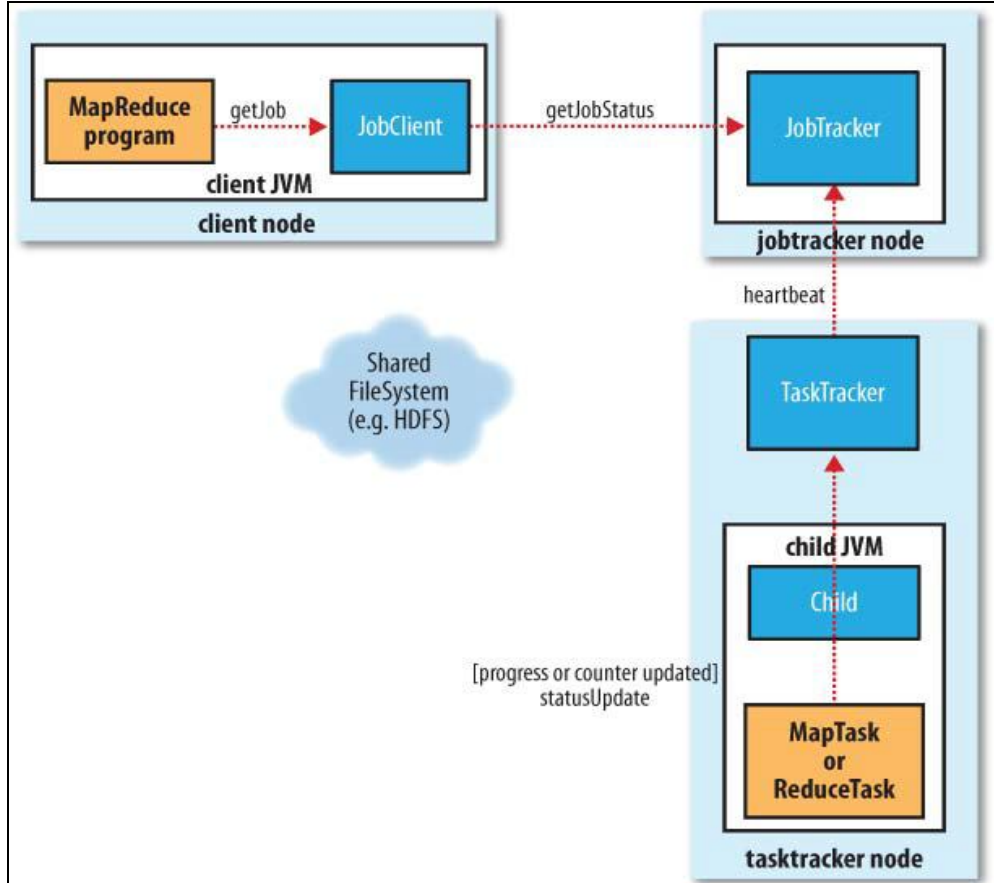 MapReduce
program
getJob
JobClient
client JVM
client node
getJobStatus
JobTracker
jobtracker node
heartbeat
Shared
FileSystem
(e.g. HDFS)
TaskTracker
child JVM
Child
[progress or counter updated]
statusUpdate
MapTask
or
ReduceTask
tasktracker node